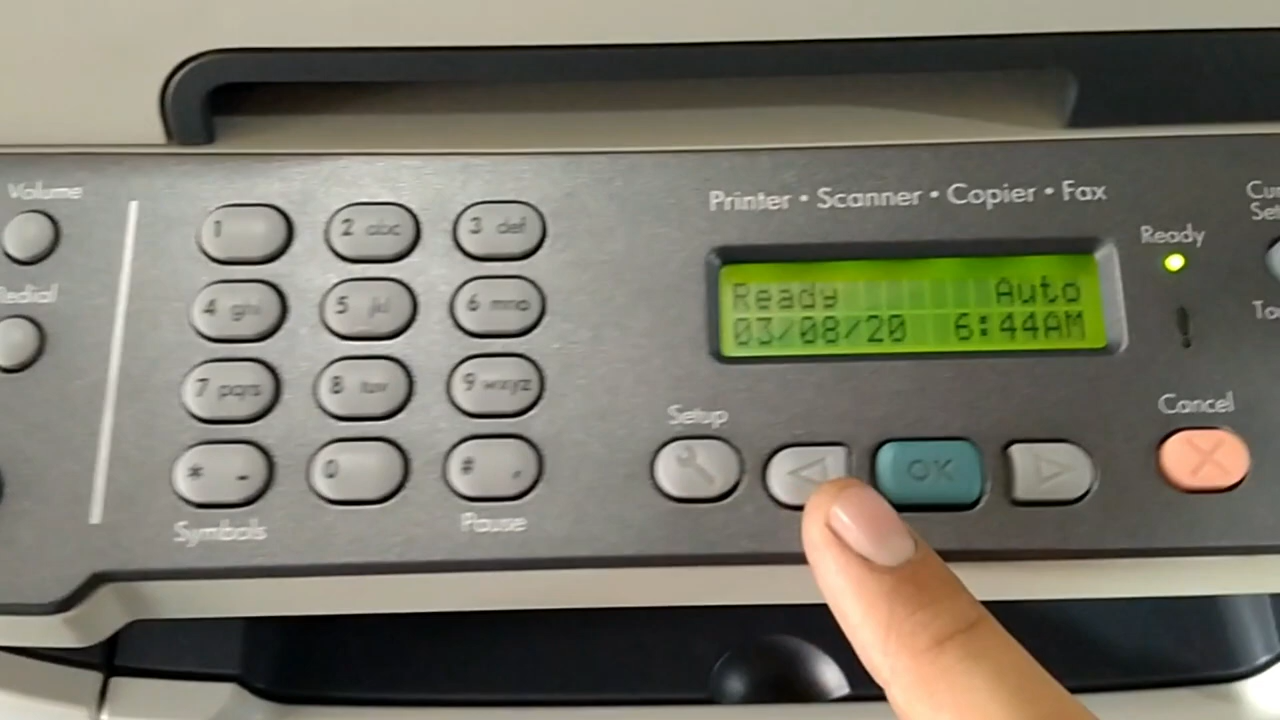 Volume
Printer • Scanner • Copier • Fax
Ready
Ready Auto
03/08/20 6:44AM
1
2 abc
3 def
4 ghi
5 jkl
6 mno
7 pqrs
8 tuv
9 wxyz
* -
0
# ,
Symbols
Pause
Setup
OK
Cancel